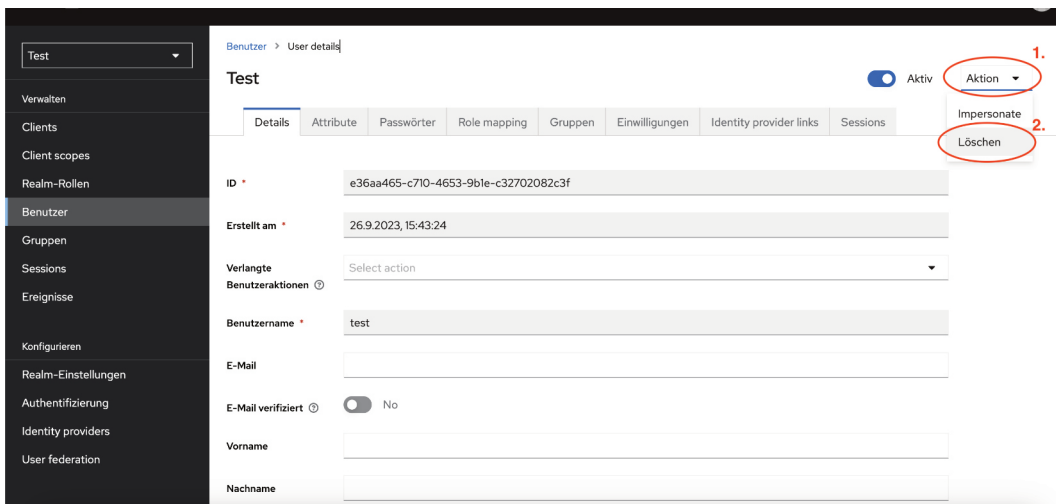 Test
Verwalten
Clients
Client scopes
Realm-Rollen
Benutzer
Gruppen
Sessions
Ereignisse
Konfigurieren
Realm-Einstellungen
Authentifizierung
Identity providers
User federation
Benutzer > User details
Test
Aktiv
1.
Aktion
Impersonate
2.
Löschen
Details Attribute Passwörter Role mapping Gruppen Einwilligungen Identity provider links Sessions
ID * e36aa465-c710-4653-9b1e-c32702082c3f
Erstellt am * 26.9.2023, 15:43:24
Verlangte
Benutzeraktionen
Select action
Benutzername * test
E-Mail
E-Mail verifiziert No
Vorname
Nachname